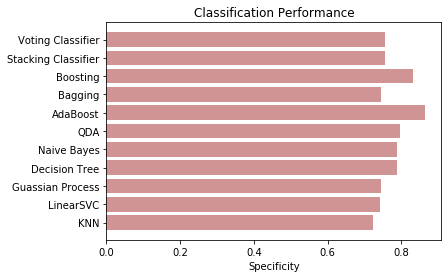 Classification Performance
Voting Classifier
Stacking Classifier
Boosting
Bagging
AdaBoost
QDA
Naive Bayes
Decision Tree
Guassian Process
LinearSVC
KNN
0.0 0.2 0.4 0.6 0.8
Specificity